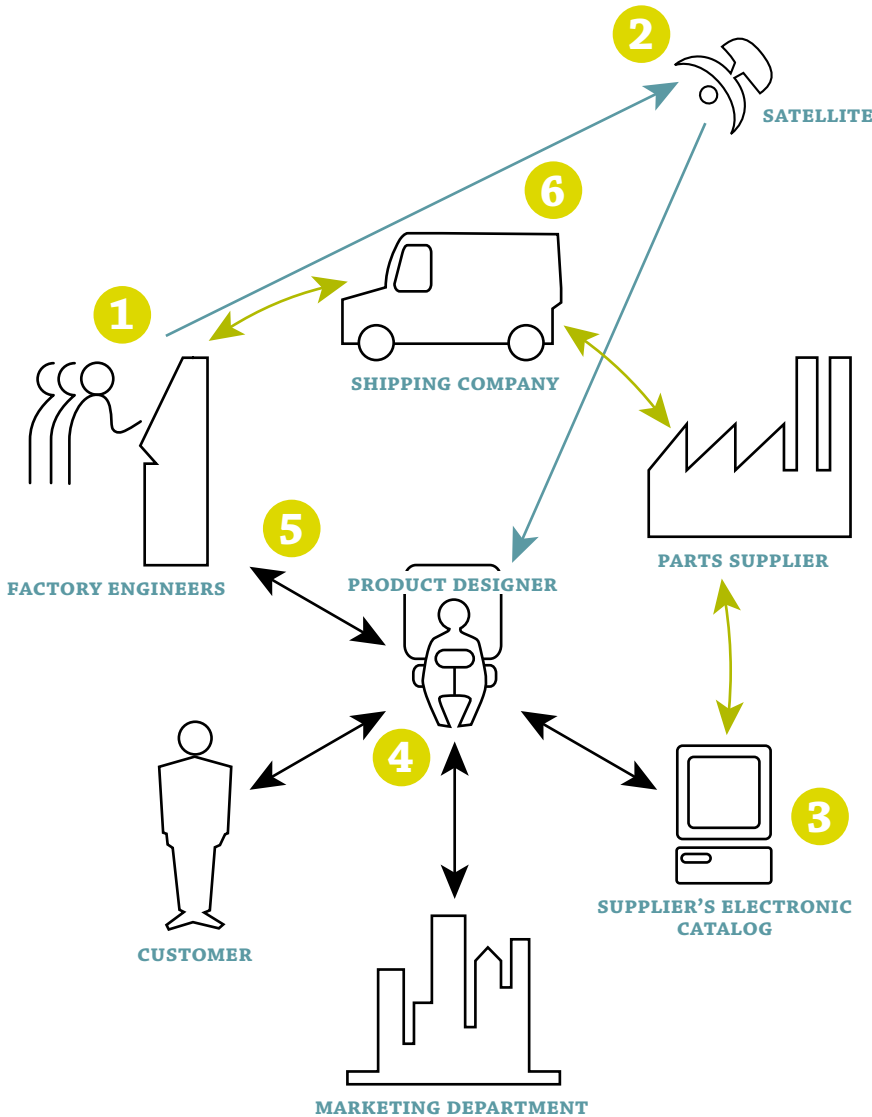 2
SATELLITE
6
1
SHIPPING COMPANY
5
PARTS SUPPLIER
FACTORY ENGINEERS
PRODUCT DESIGNER
4
3
SUPPLIER’S ELECTRONIC
CATALOG
CUSTOMER
MARKETING DEPARTMENT